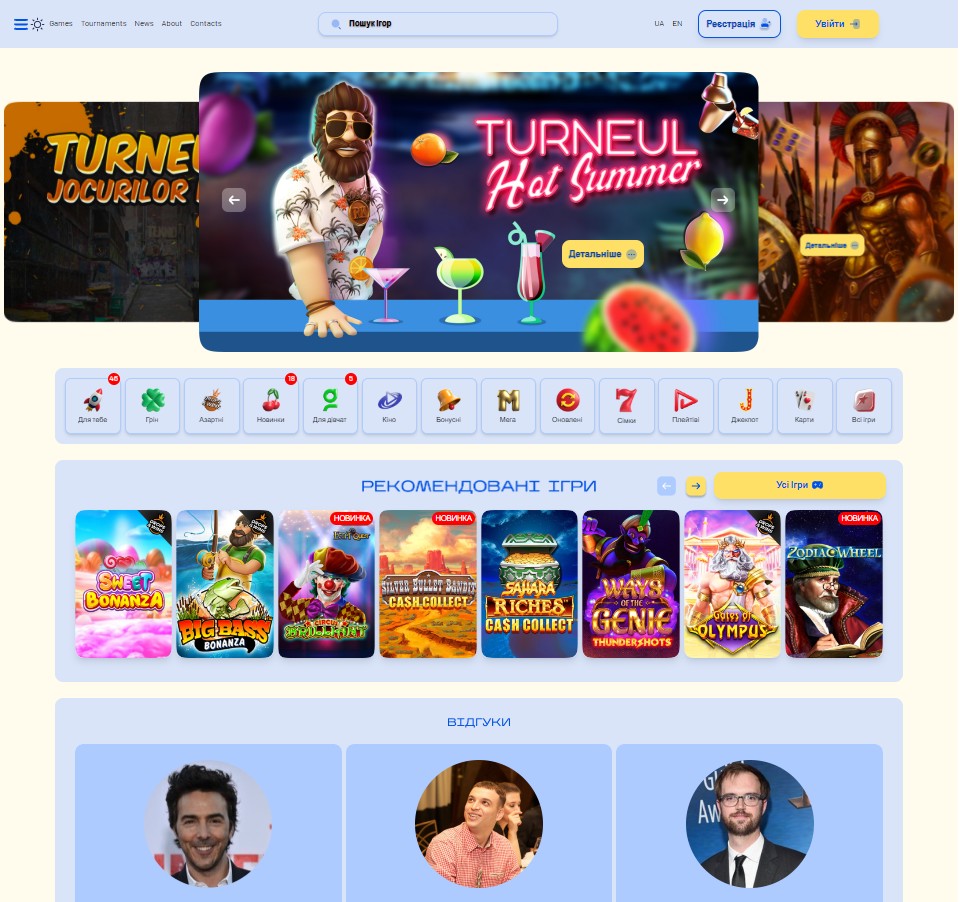 Games Tournaments News About Contacts
Пошук Ігор
UA EN
Реєстрація
Увійти
TURNEUL
JOCURILOR
TURNEUL
Hot Summer
Детальніше
Детальніше
46
18
5
Для тебе
Грін
Азартні
Новинки
Для дівчат
Кіно
Бонусні
Мега
Оновлені
Сімки
Плейтіві
Джекпот
Карти
Всі ігри
РЕКОМЕНДОВАНІ ІГРИ
Усі Ігри
SWEET
BONANZA
BIG BASS
BONANZA
НОВИНКА
CIRCUS
BRILLIANT
НОВИНКА
SILVER BULLET BANDIT
CASH COLLECT
SAHARA
RICHES
CASH COLLECT
WAYS
OF THE
GENIE
THUNDERSHOTS
GATES OF
OLYMPUS
НОВИНКА
ZODIAC WHEEL
ВІДГУКИ